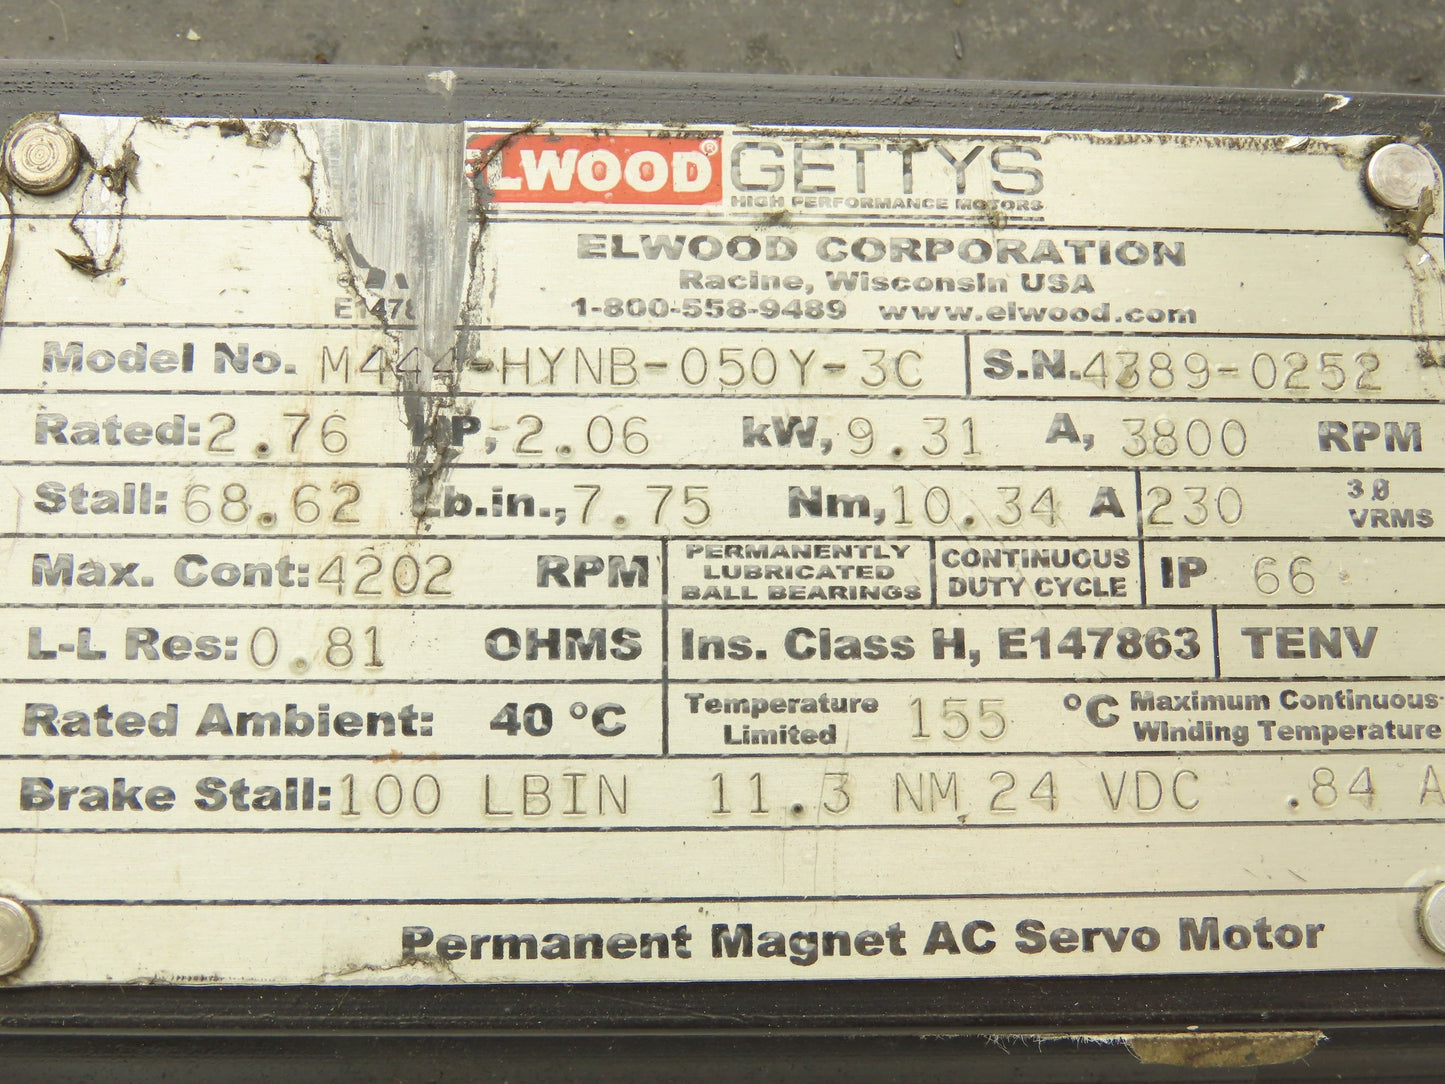 ELWOOD® GETTYS
HIGH PERFORMANCE MOTORS
ELWOOD CORPORATION
Racine, Wisconsin USA
E1478
1-800-558-9489 www.elwood.com
Model No. M444-HYNB-050Y-3C S.N. 4389-0252
Rated: 2.76 HP, 2.06 kW, 9.31 A, 3800 RPM
Stall: 68.62 Lb.in., 7.75 Nm, 10.34 A 230 3Ø VRMS
Max. Cont: 4202 RPM PERMANENTLY LUBRICATED BALL BEARINGS CONTINUOUS DUTY CYCLE IP 66
L-L Res: 0.81 OHMS Ins. Class H, E147863 TENV
Rated Ambient: 40 °C Temperature Limited 155 °C Maximum Continuous Winding Temperature
Brake Stall: 100 LBIN 11.3 NM 24 VDC .84 A
Permanent Magnet AC Servo Motor